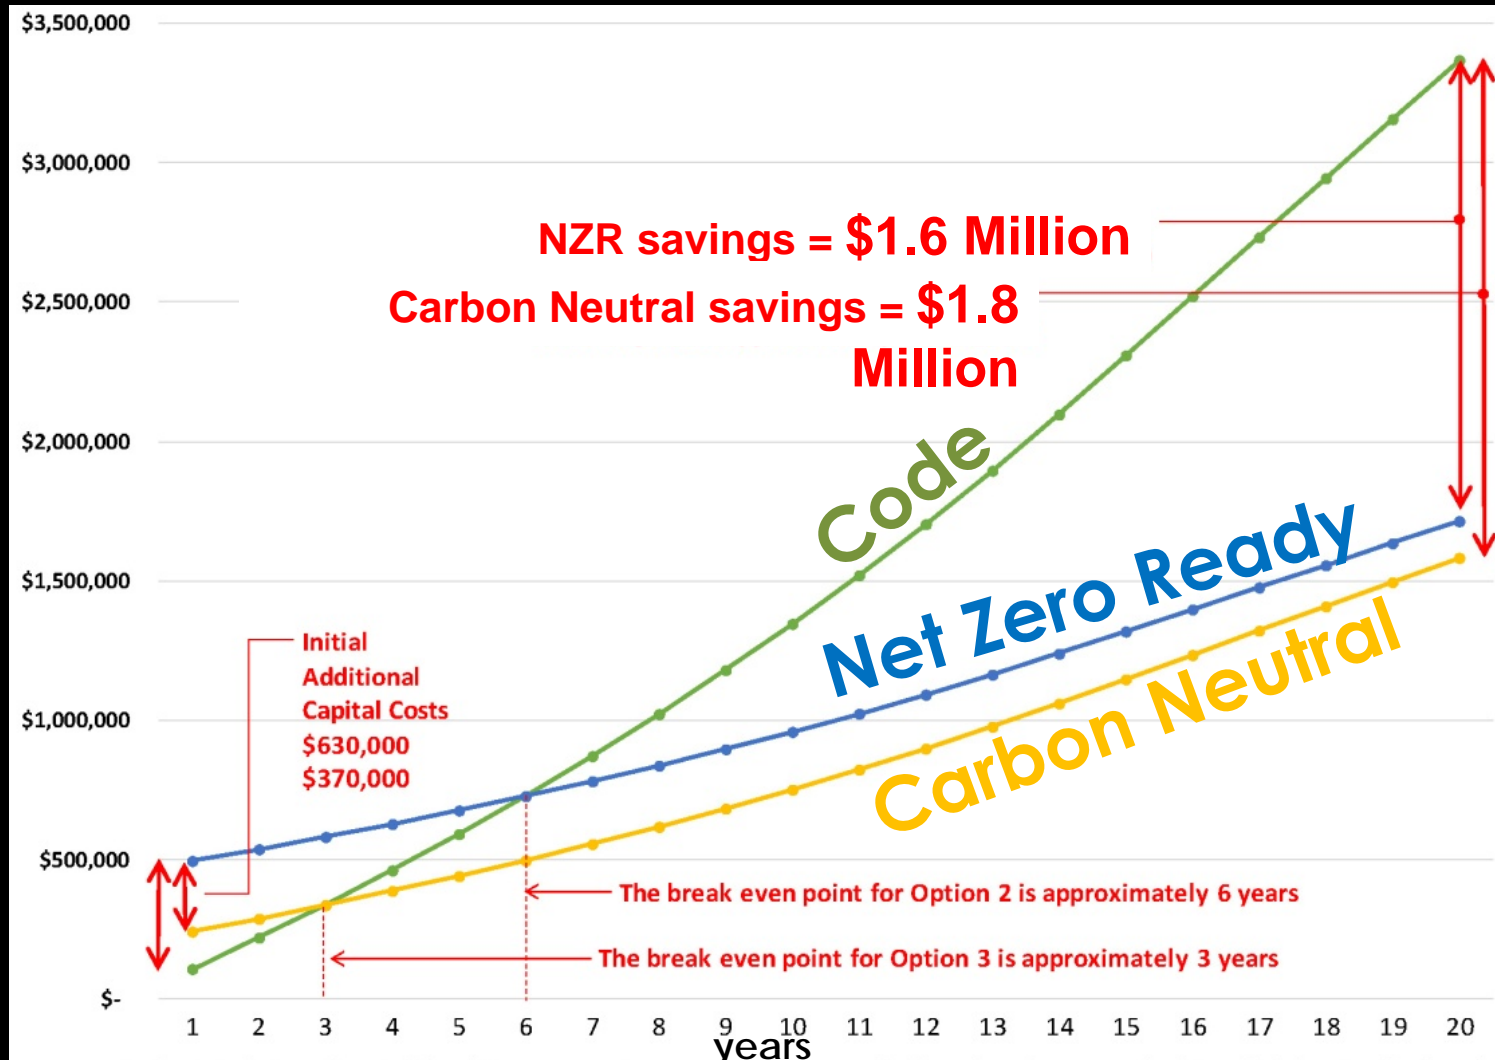 $3,500,000
$3,000,000
$2,500,000
$2,000,000
$1,500,000
$1,000,000
$500,000
$-
NZR savings = $1.6 Million
Carbon Neutral savings = $1.8
Million
Code
Net Zero Ready
Carbon Neutral
Initial
Additional
Capital Costs
$630,000
$370,000
The break even point for Option 2 is approximately 6 years
The break even point for Option 3 is approximately 3 years
1 2 3 4 5 6 7 8 9 10 11 12 13 14 15 16 17 18 19 20
years